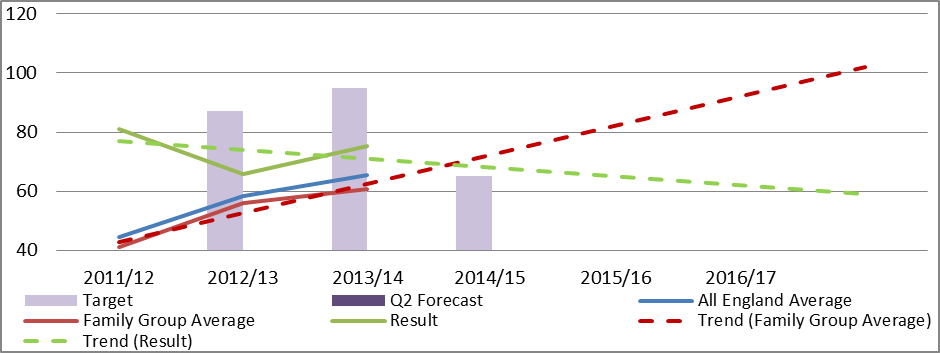 120
100
80
60
40
2011/12 2012/13 2013/14 2014/15 2015/16 2016/17
Target Q2 Forecast All England Average
Family Group Average Result Trend (Family Group Average)
Trend (Result)